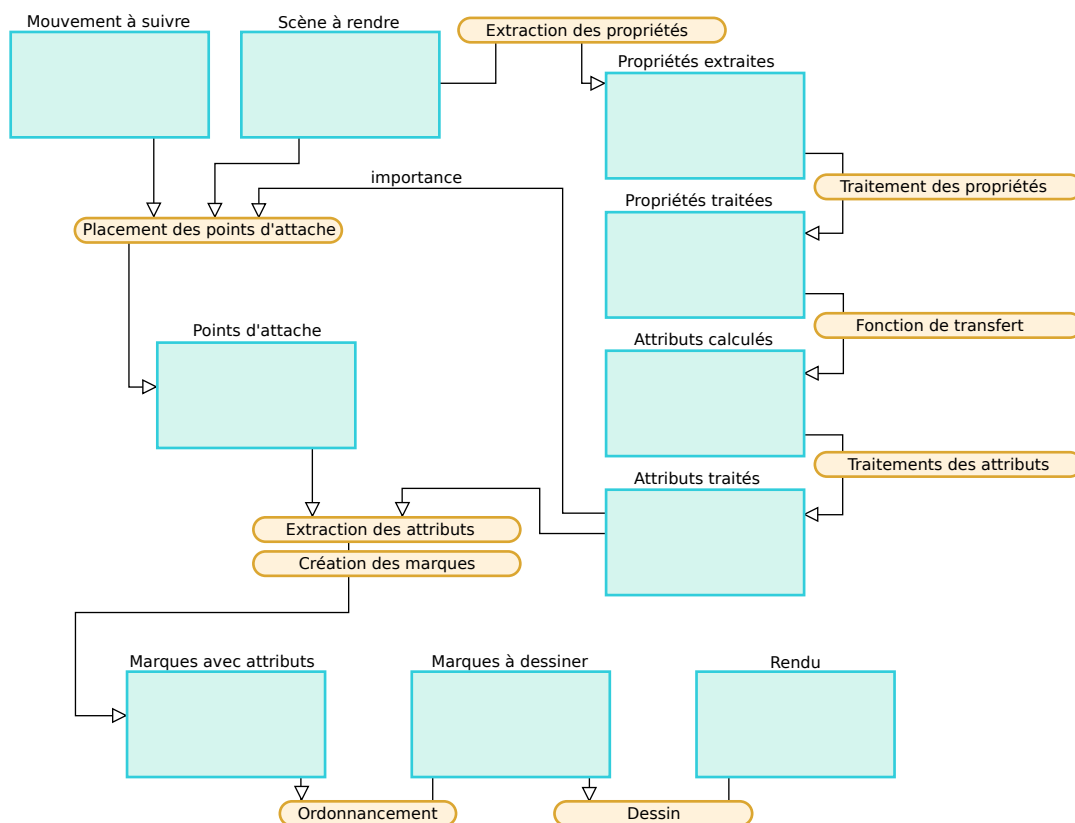 Mouvement à suivre
Scène à rendre
Extraction des propriétés
Propriétés extraites
importance
Traitement des propriétés
Propriétés traitées
Placement des points d'attache
Points d'attache
Fonction de transfert
Attributs calculés
Traitements des attributs
Attributs traités
Extraction des attributs
Création des marques
Marques avec attributs
Marques à dessiner
Rendu
Ordonnancement
Dessin